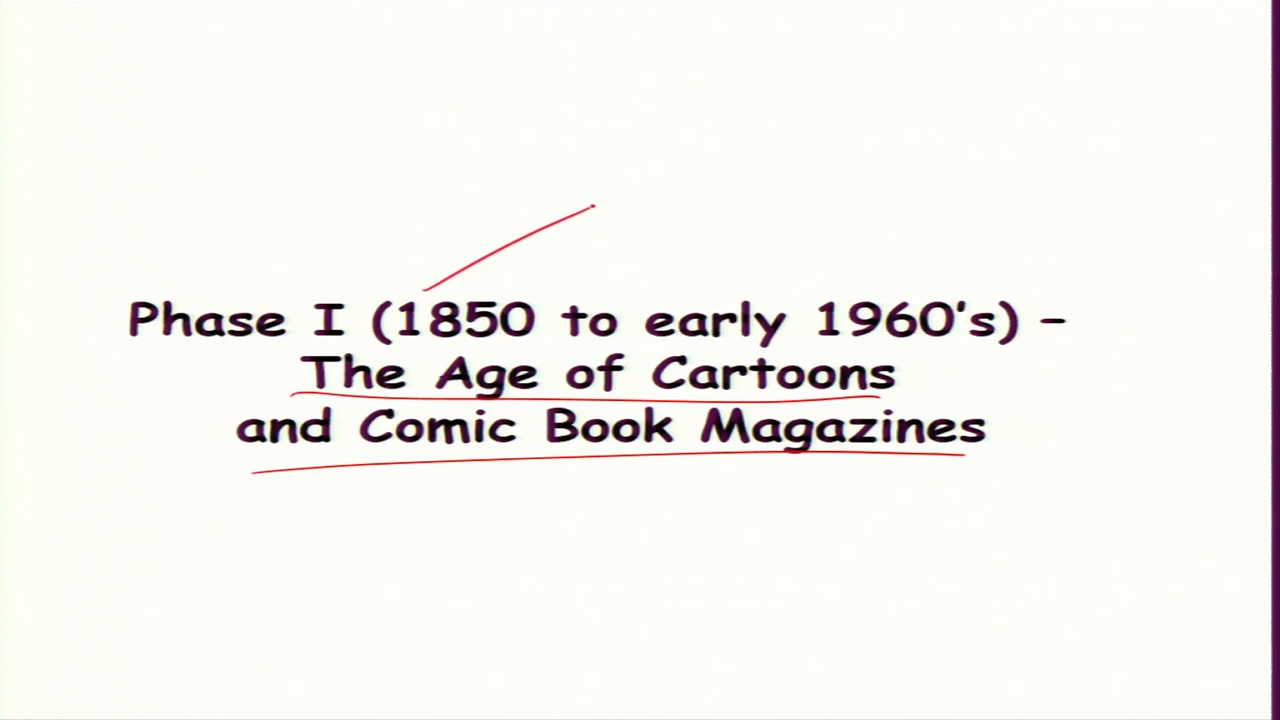 Phase I (1850 to early 1960's) –
The Age of Cartoons
and Comic Book Magazines